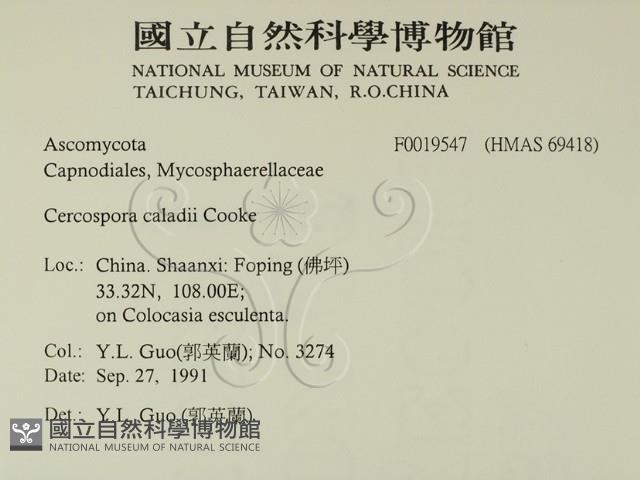 國立自然科學博物館
NATIONAL MUSEUM OF NATURAL SCIENCE
TAICHUNG, TAIWAN, R.O.CHINA
Ascomycota F0019547 (HMAS 69418)
Capnodiales, Mycosphaerellaceae
Cercospora caladii Cooke
Loc.: China. Shaanxi: Foping (佛坪)
33.32N, 108.00E;
on Colocasia esculenta.
Col.: Y.L. Guo(郭英蘭); No. 3274
Date: Sep. 27, 1991
Det.: Y.L. Guo (郭英蘭)
國立自然科學博物館
NATIONAL MUSEUM OF NATURAL SCIENCE